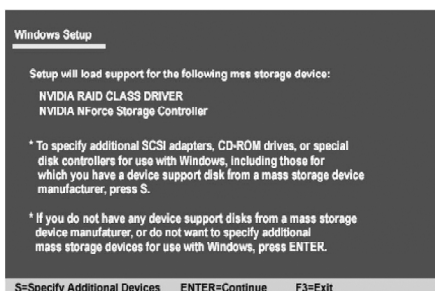 Windows Setup
Setup will load support for the following mss storage device:
NVIDIA RAID CLASS DRIVER
NVIDIA NForce Storage Controller
* To specify additional SCSI adapters, CD-ROM drives, or special
disk controllers for use with Windows, including those for
which you have a device support disk from a mass storage device
manufacturer, press S.
* If you do not have any device support disks from a mass storage
device manufaturer, or do not want to specify additional
mass storage devices for use with Windows, press ENTER.
S=Specify Additional Devices ENTER=Continue F3=Exit